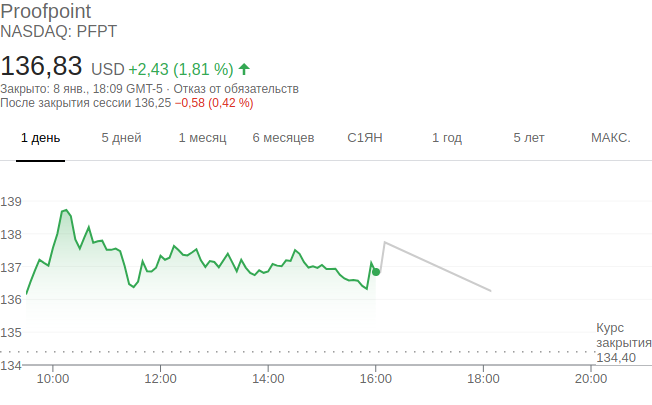 Proofpoint
NASDAQ: PFPT
136,83 USD +2,43 (1,81 %)
Закрыто: 8 янв., 18:09 GMT-5 · Отказ от обязательств
После закрытия сессии 136,25 −0,58 (0,42 %)
1 день 5 дней 1 месяц 6 месяцев С1ЯН 1 год 5 лет МАКС.
139
138
137
136
135
Курс
закрытия
134,40
134
10:00 12:00 14:00 16:00 18:00 20:00